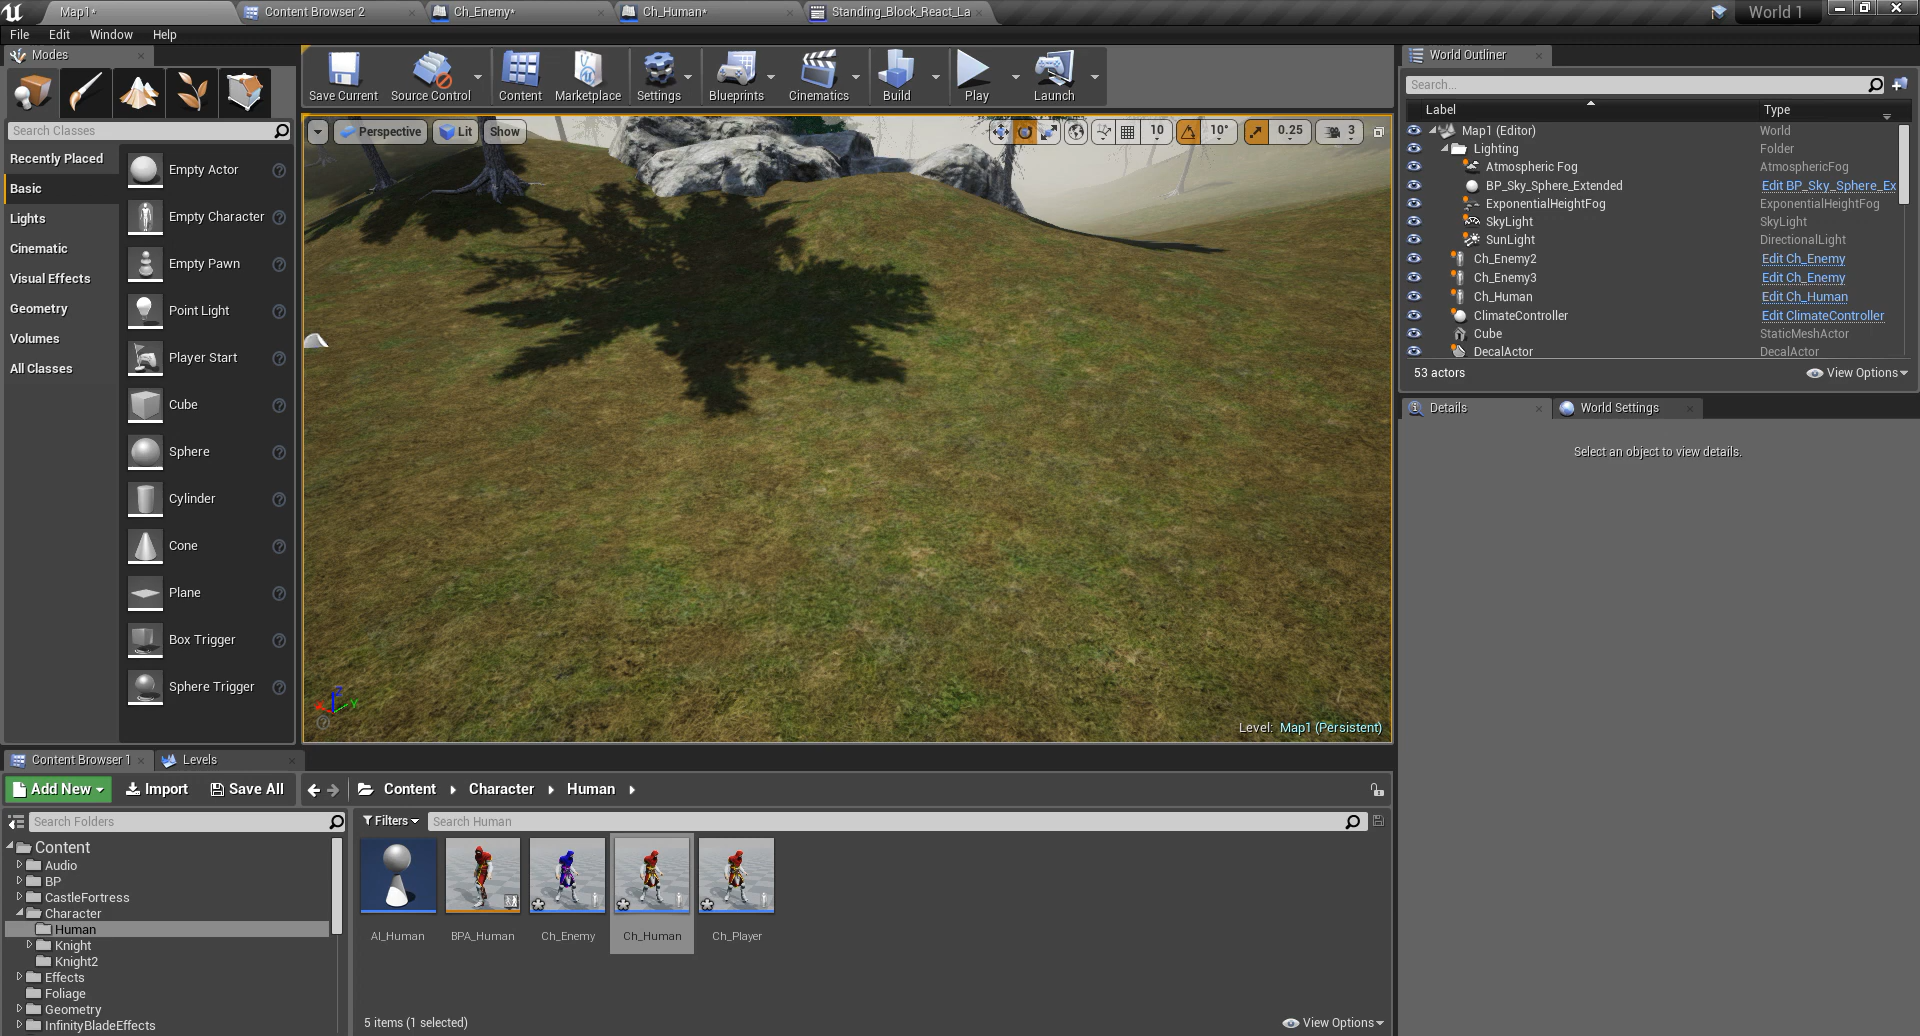 Map1*
Content Browser 2
Ch_Enemy*
Ch_Human*
Standing_Block_React_La
World 1
File Edit Window Help
Modes
Search Classes
Recently Placed
Basic
Lights
Cinematic
Visual Effects
Geometry
Volumes
All Classes
Empty Actor
Empty Character
Empty Pawn
Point Light
Player Start
Cube
Sphere
Cylinder
Cone
Plane
Box Trigger
Sphere Trigger
Save Current
Source Control
Content
Marketplace
Settings
Blueprints
Cinematics
Build
Play
Launch
Perspective
Lit
Show
10
10°
0.25
3
Z
Y
Level: Map1 (Persistent)
World Outliner
Search...
Label Type
Map1 (Editor) World
Lighting Folder
Atmospheric Fog AtmosphericFog
BP_Sky_Sphere_Extended Edit BP_Sky_Sphere_Ex
ExponentialHeightFog ExponentialHeightFog
SkyLight SkyLight
SunLight DirectionalLight
Ch_Enemy2 Edit Ch_Enemy
Ch_Enemy3 Edit Ch_Enemy
Ch_Human Edit Ch_Human
ClimateController Edit ClimateController
Cube StaticMeshActor
DecalActor DecalActor
53 actors
View Options
Details
World Settings
Select an object to view details.
Content Browser 1
Levels
Add New
Import
Save All
Content
Character
Human
Search Folders
Filters
Search Human
Content
Audio
BP
CastleFortress
Character
Human
Knight
Knight2
Effects
Foliage
Geometry
InfinityBladeEffects
AI_Human
BPA_Human
Ch_Enemy
Ch_Human
Ch_Player
5 items (1 selected)
View Options